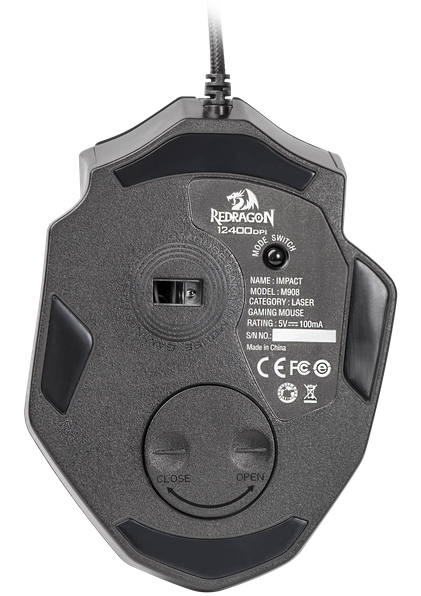 REDRAGON
12400DPI
MODE SWITCH
NAME : IMPACT
MODEL : M908
CATEGORY : LASER
GAMING MOUSE
RATING : 5V⎓100mA
S/N NO.:
Made in China
CE FC e
CLOSE OPEN